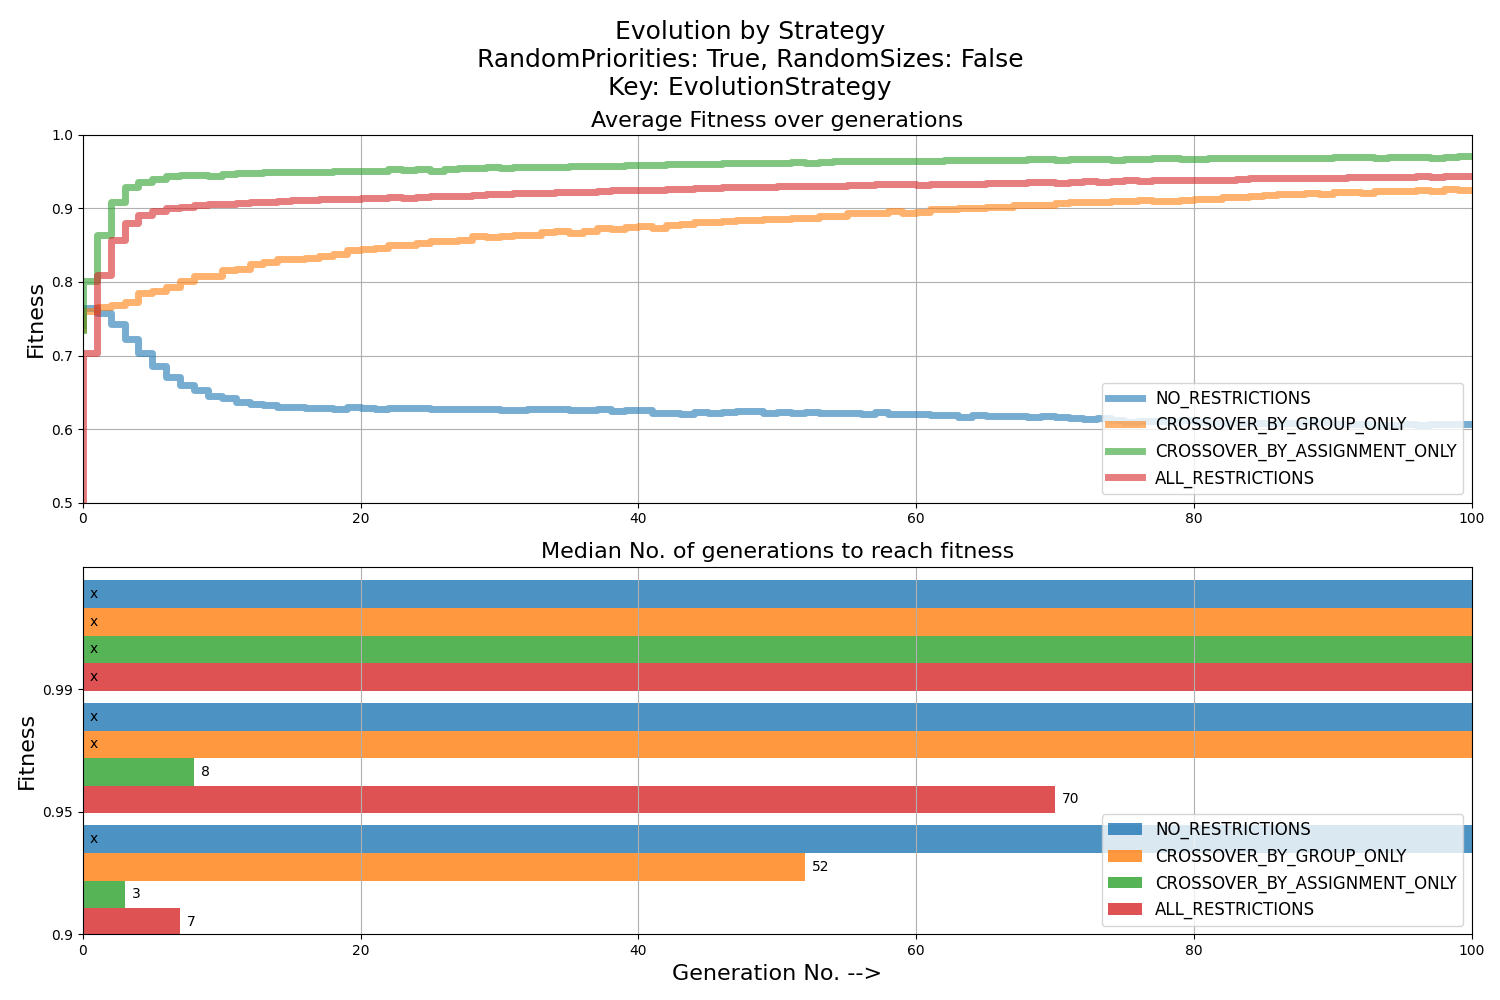 Evolution by Strategy
RandomPriorities: True, RandomSizes: False
Key: EvolutionStrategy
Average Fitness over generations
1.0
0.9
0.8
0.7
0.6
0.5
Fitness
NO_RESTRICTIONS
CROSSOVER_BY_GROUP_ONLY
CROSSOVER_BY_ASSIGNMENT_ONLY
ALL_RESTRICTIONS
0 20 40 60 80 100
Median No. of generations to reach fitness
x
x
x
x
0.99
x
x
8
70
0.95
Fitness
x
52
3
7
0.9
NO_RESTRICTIONS
CROSSOVER_BY_GROUP_ONLY
CROSSOVER_BY_ASSIGNMENT_ONLY
ALL_RESTRICTIONS
0 20 40 60 80 100
Generation No. -->